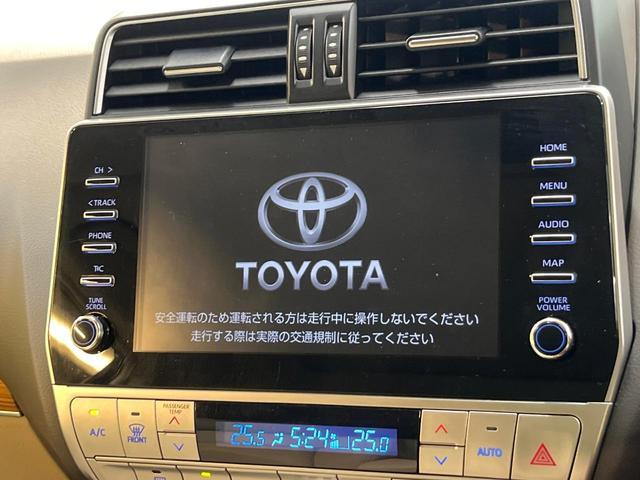 CH >
<TRACK
PHONE
T/C
TUNE
SCROLL
HOME
MENU
AUDIO
MAP
POWER
VOLUME
TOYOTA
安全運転のため運転される方は走行中に操作しないでください
走行する際は実際の交通規制に従ってください
A/C
FRONT
PASSENGER
TEMP
25.5
5:24
25.0
AUTO